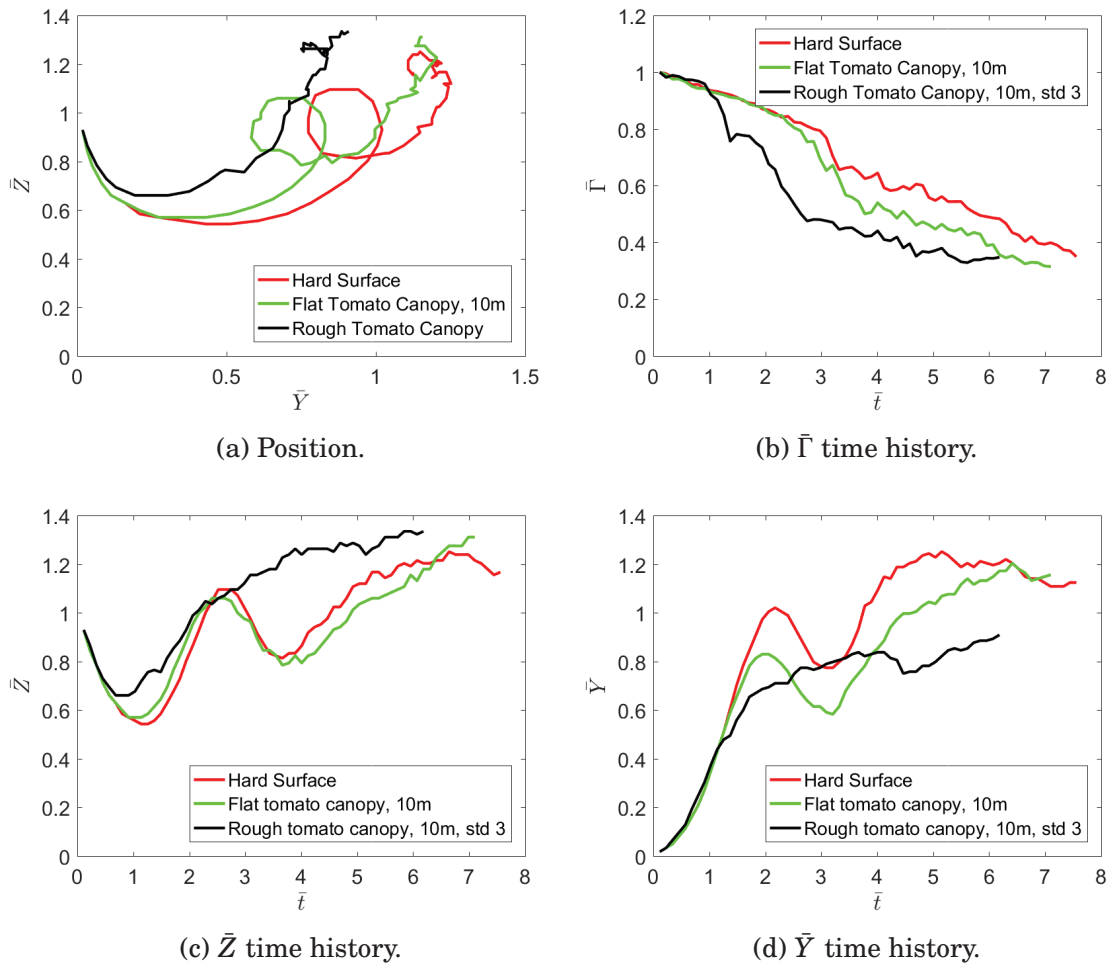 1.4
1.2
1
0.8
0.6
0.4
0.2
0
Z̄
0.5
1
1.5
Ȳ
Hard Surface
Flat Tomato Canopy, 10m
Rough Tomato Canopy
(a) Position.
1.2
1
0.8
0.6
0.4
0.2
0
Γ̄
0 1 2 3 4 5 6 7 8
t̄
Hard Surface
Flat Tomato Canopy, 10m
Rough Tomato Canopy, 10m, std 3
(b) Γ̄ time history.
1.4
1.2
1
0.8
0.6
0.4
0.2
0
Z̄
0 1 2 3 4 5 6 7 8
t̄
Hard Surface
Flat tomato canopy, 10m
Rough tomato canopy, 10m, std 3
(c) Z̄ time history.
1.4
1.2
1
0.8
0.6
0.4
0.2
0
Ȳ
0 1 2 3 4 5 6 7 8
t̄
Hard Surface
Flat tomato canopy, 10m
Rough tomato canopy, 10m, std 3
(d) Ȳ time history.